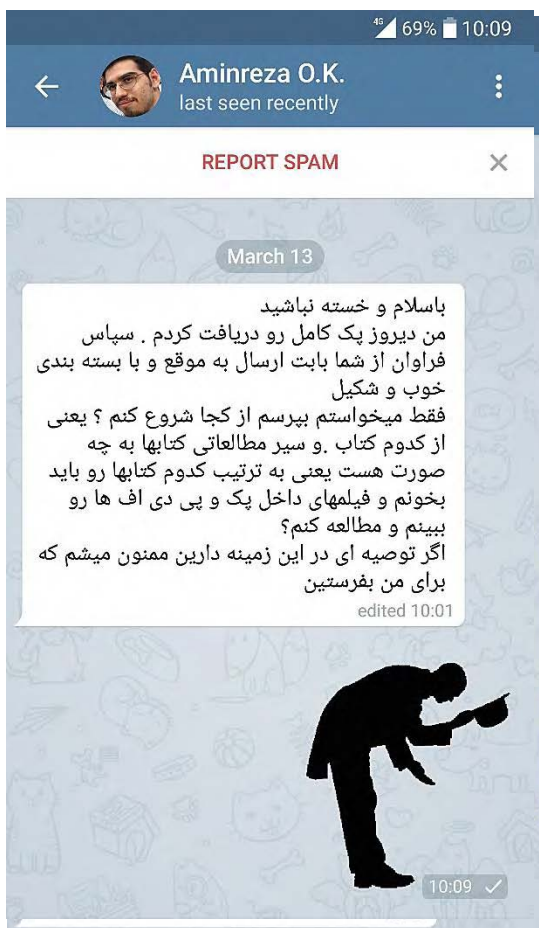 4G 69% 10:09
Aminreza O.K.
last seen recently
REPORT SPAM
March 13
باسلام و خسته نباشید
من دیروز پک کامل رو دریافت کردم . سپاس
فراوان از شما بابت ارسال به موقع و با بسته بندی
خوب و شکیل
فقط میخواستم بپرسم از کجا شروع کنم ؟ یعنی
از کدوم کتاب .و سیر مطالعاتی کتابها به چه
صورت هست یعنی به ترتیب کدوم کتابها رو باید
بخونم و فیلمهای داخل پک و پی دی اف ها رو
ببینم و مطالعه کنم؟
اگر توصیه ای در این زمینه دارین ممنون میشم که
برای من بفرستین
edited 10:01
10:09